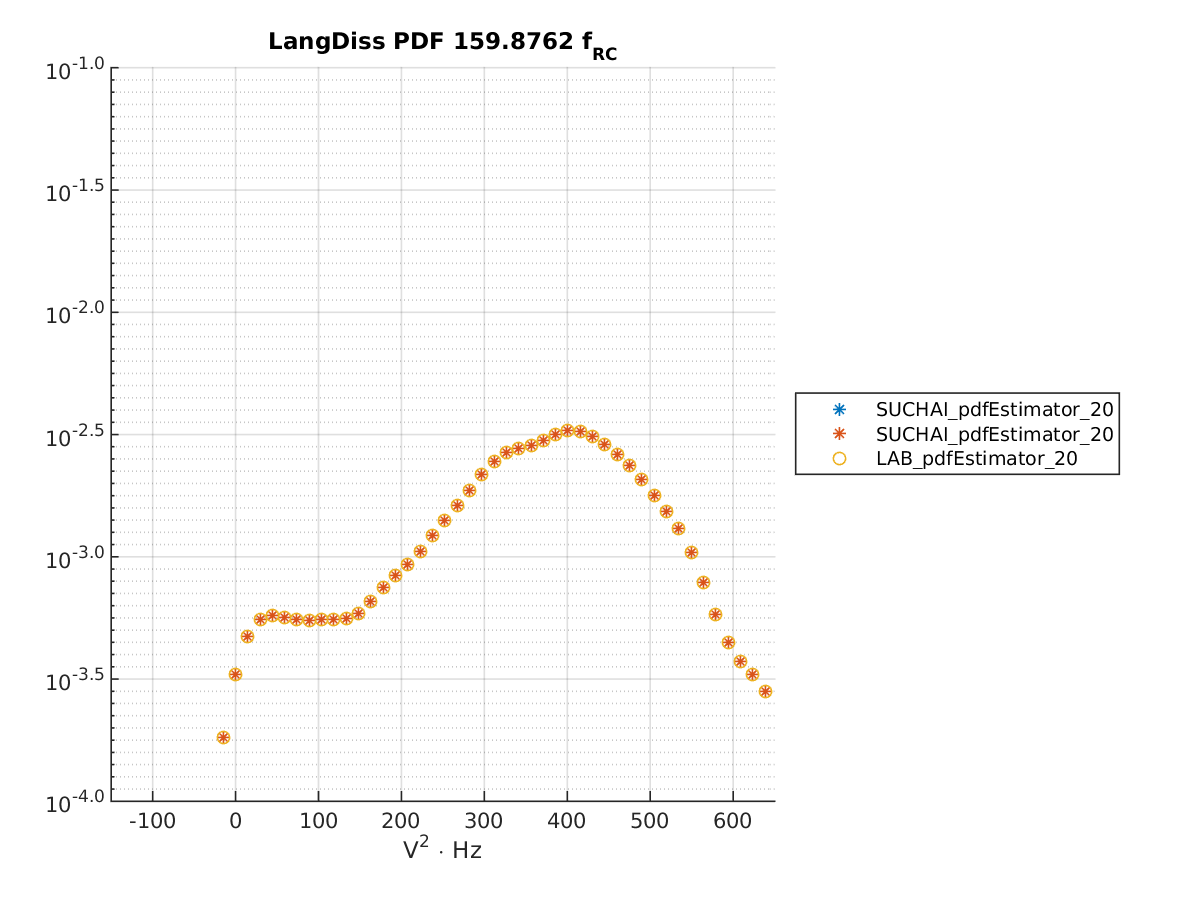 LangDiss PDF 159.8762 f_RC
10^-1.0
10^-1.5
10^-2.0
10^-2.5
10^-3.0
10^-3.5
10^-4.0
-100 0 100 200 300 400 500 600
V² · Hz
SUCHAI_pdfEstimator_20
SUCHAI_pdfEstimator_20
LAB_pdfEstimator_20